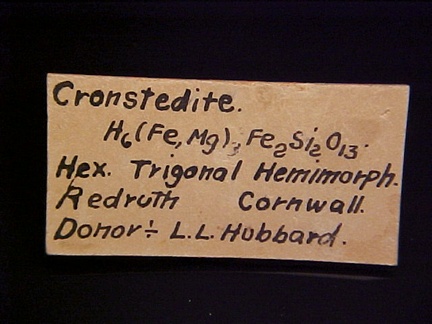 Cronstedite.
H₆(Fe,Mg)₃Fe₂Si₂O₁₃.
Hex. Trigonal Hemimorph.
Redruth Cornwall.
Donor÷ L.L. Hubbard.